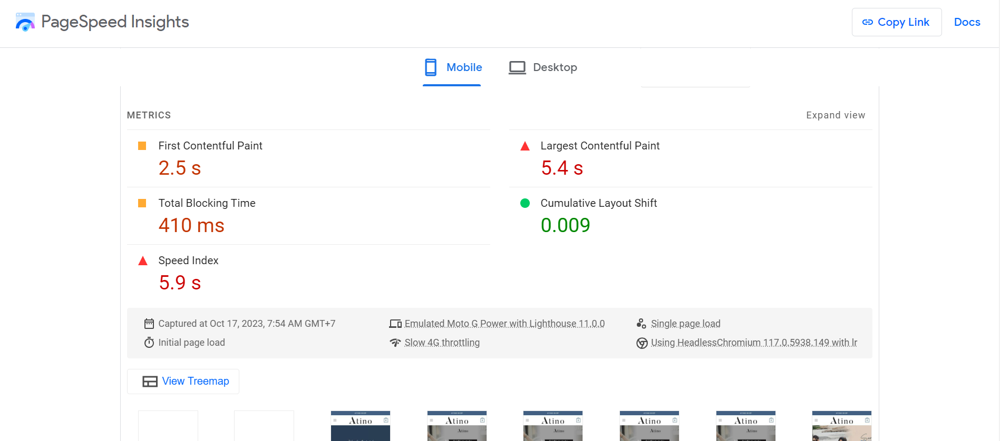 PageSpeed Insights
Copy Link
Docs
Mobile
Desktop
METRICS
Expand view
First Contentful Paint
2.5 s
Largest Contentful Paint
5.4 s
Total Blocking Time
410 ms
Cumulative Layout Shift
0.009
Speed Index
5.9 s
Captured at Oct 17, 2023, 7:54 AM GMT+7
Emulated Moto G Power with Lighthouse 11.0.0
Single page load
Initial page load
Slow 4G throttling
Using HeadlessChromium 117.0.5938.149 with lr
View Treemap
Atino
Atino
Atino
Atino
Atino
Atino
Atino
Atino
Atino
Atino